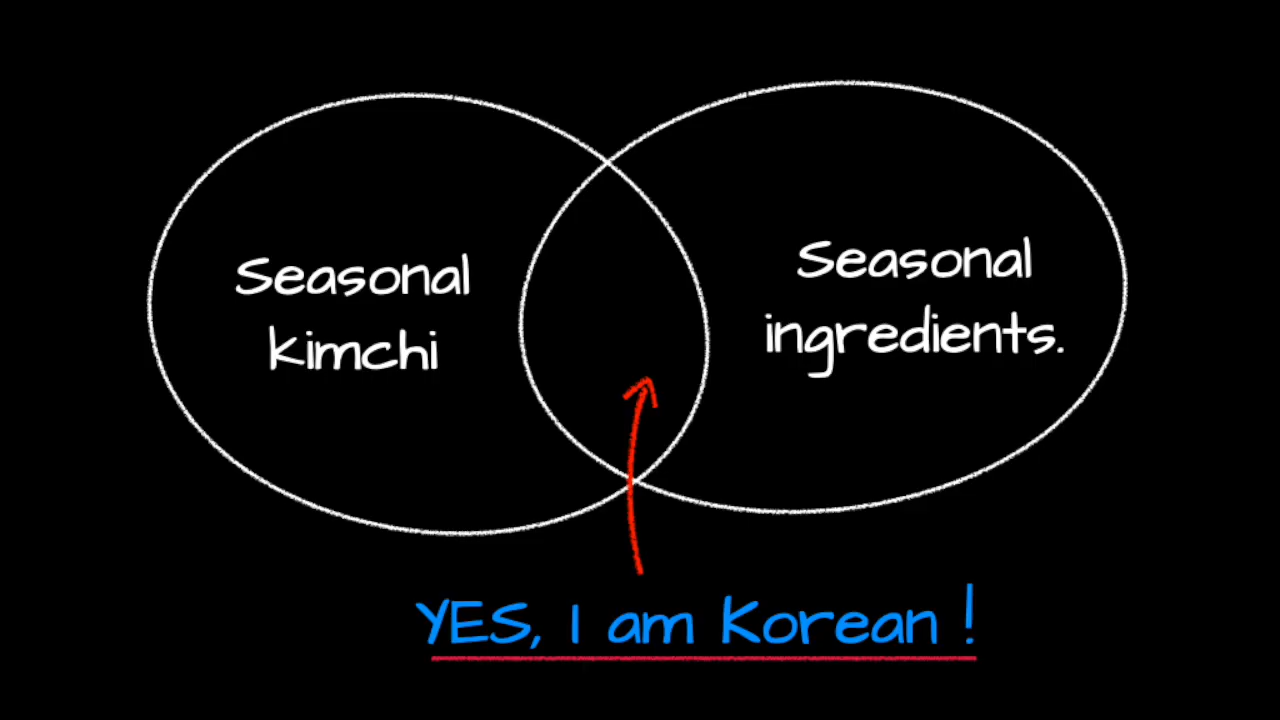 Seasonal
kimchi
Seasonal
ingredients.
YES, I am Korean !